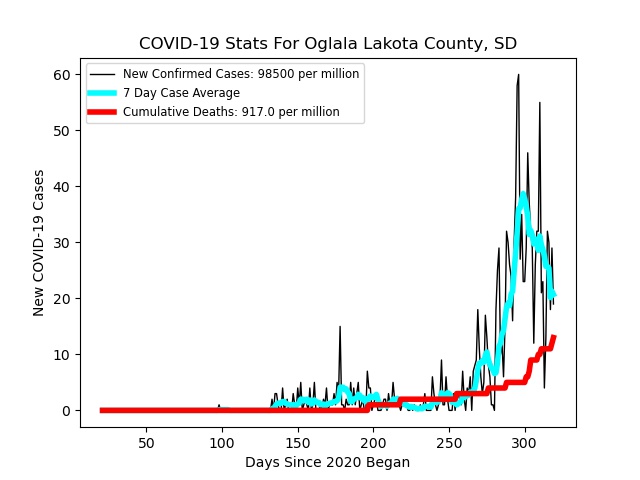 COVID-19 Stats For Oglala Lakota County, SD
New Confirmed Cases: 98500 per million
7 Day Case Average
Cumulative Deaths: 917.0 per million
New COVID-19 Cases
60
50
40
30
20
10
0
50 100 150 200 250 300
Days Since 2020 Began